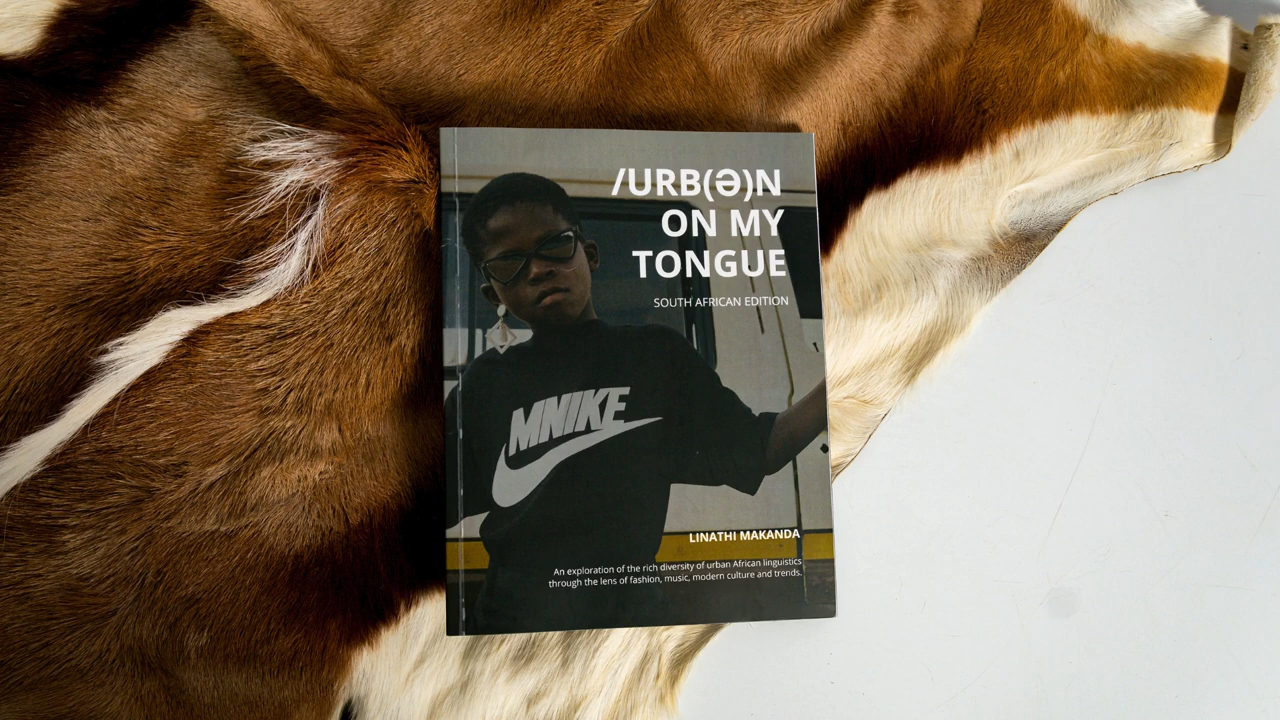 /URB(Ə)N
ON MY
TONGUE
SOUTH AFRICAN EDITION
MNIKE
LINATHI MAKANDA
An exploration of the rich diversity of urban African linguistics
through the lens of fashion, music, modern culture and trends.